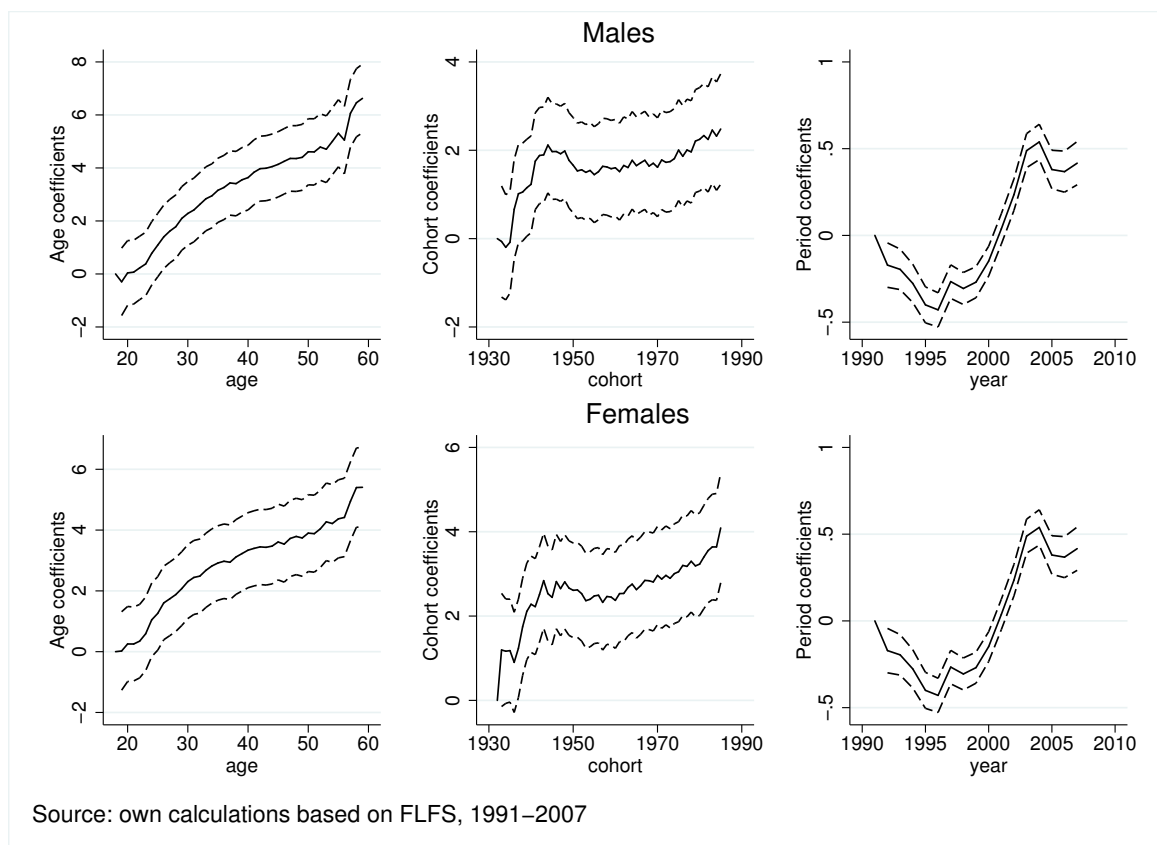 Males
Age coefficients
8
6
4
2
0
−2
20 30 40 50 60
age
Cohort coefficients
4
2
0
−2
1930 1950 1970 1990
cohort
Period coefficients
1
.5
0
−.5
1990 1995 2000 2005 2010
year
Females
Age coefficients
6
4
2
0
−2
20 30 40 50 60
age
Cohort coefficients
6
4
2
0
1930 1950 1970 1990
cohort
Period coefficients
1
.5
0
−.5
1990 1995 2000 2005 2010
year
Source: own calculations based on FLFS, 1991−2007